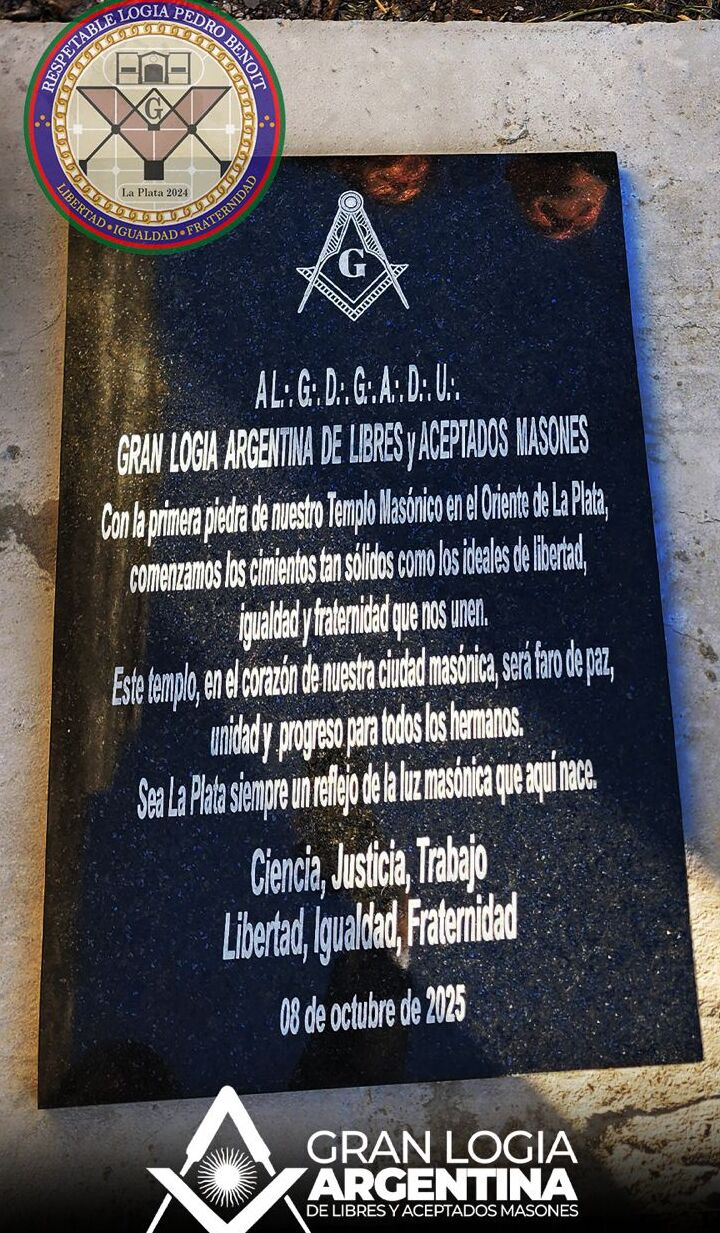 RESPETABLE LOGIA PEDRO BENOIT
G
La Plata 2024
LIBERTAD • IGUALDAD • FRATERNIDAD
G
A L∴ G∴ D∴ G∴ A∴ D∴ U∴
GRAN LOGIA ARGENTINA DE LIBRES y ACEPTADOS MASONES
Con la primera piedra de nuestro Templo Masónico en el Oriente de La Plata,
comenzamos los cimientos tan sólidos como los ideales de libertad,
igualdad y fraternidad que nos unen.
Este templo, en el corazón de nuestra ciudad masónica, será faro de paz,
unidad y progreso para todos los hermanos.
Sea La Plata siempre un reflejo de la luz masónica que aquí nace.
Ciencia, Justicia, Trabajo
Libertad, Igualdad, Fraternidad
08 de octubre de 2025
GRAN LOGIA
ARGENTINA
DE LIBRES Y ACEPTADOS MASONES